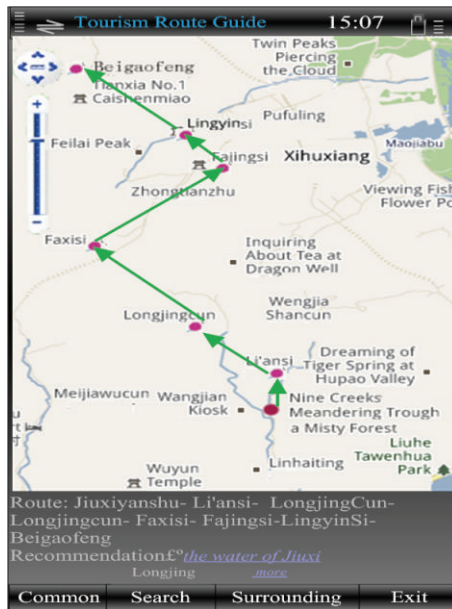 Tourism Route Guide 15:07
Twin Peaks
Piercing
the Cloud
Beigaofeng
Tianxia No.1
Caishenmiao
Pufuling
Lingyinsi
Feilai Peak
Maojiabu
Fajingsi
Xihuxiang
Zhongtianzhu
Viewing Fish
Flower Po
Faxisi
Inquiring
About Tea at
Dragon Well
Wengjia
Shancun
Longjingcun
Li'ansi
Dreaming of
Tiger Spring at
Hupao Valley
Meijiawucun
Wangjian
Kiosk
Nine Creeks
Meandering Trough
a Misty Forest
Liuhe
Tawenhua
Park
Linhaiting
Wuyun
Temple
Route: Jiuxiyanshu- Li'ansi- LongjingCun-
Longjingcun- Faxisi- Fajingsi-LingyinSi-
Beigaofeng
Recommendation£ºthe water of Jiuxi
Longjing more
Common Search Surrounding Exit